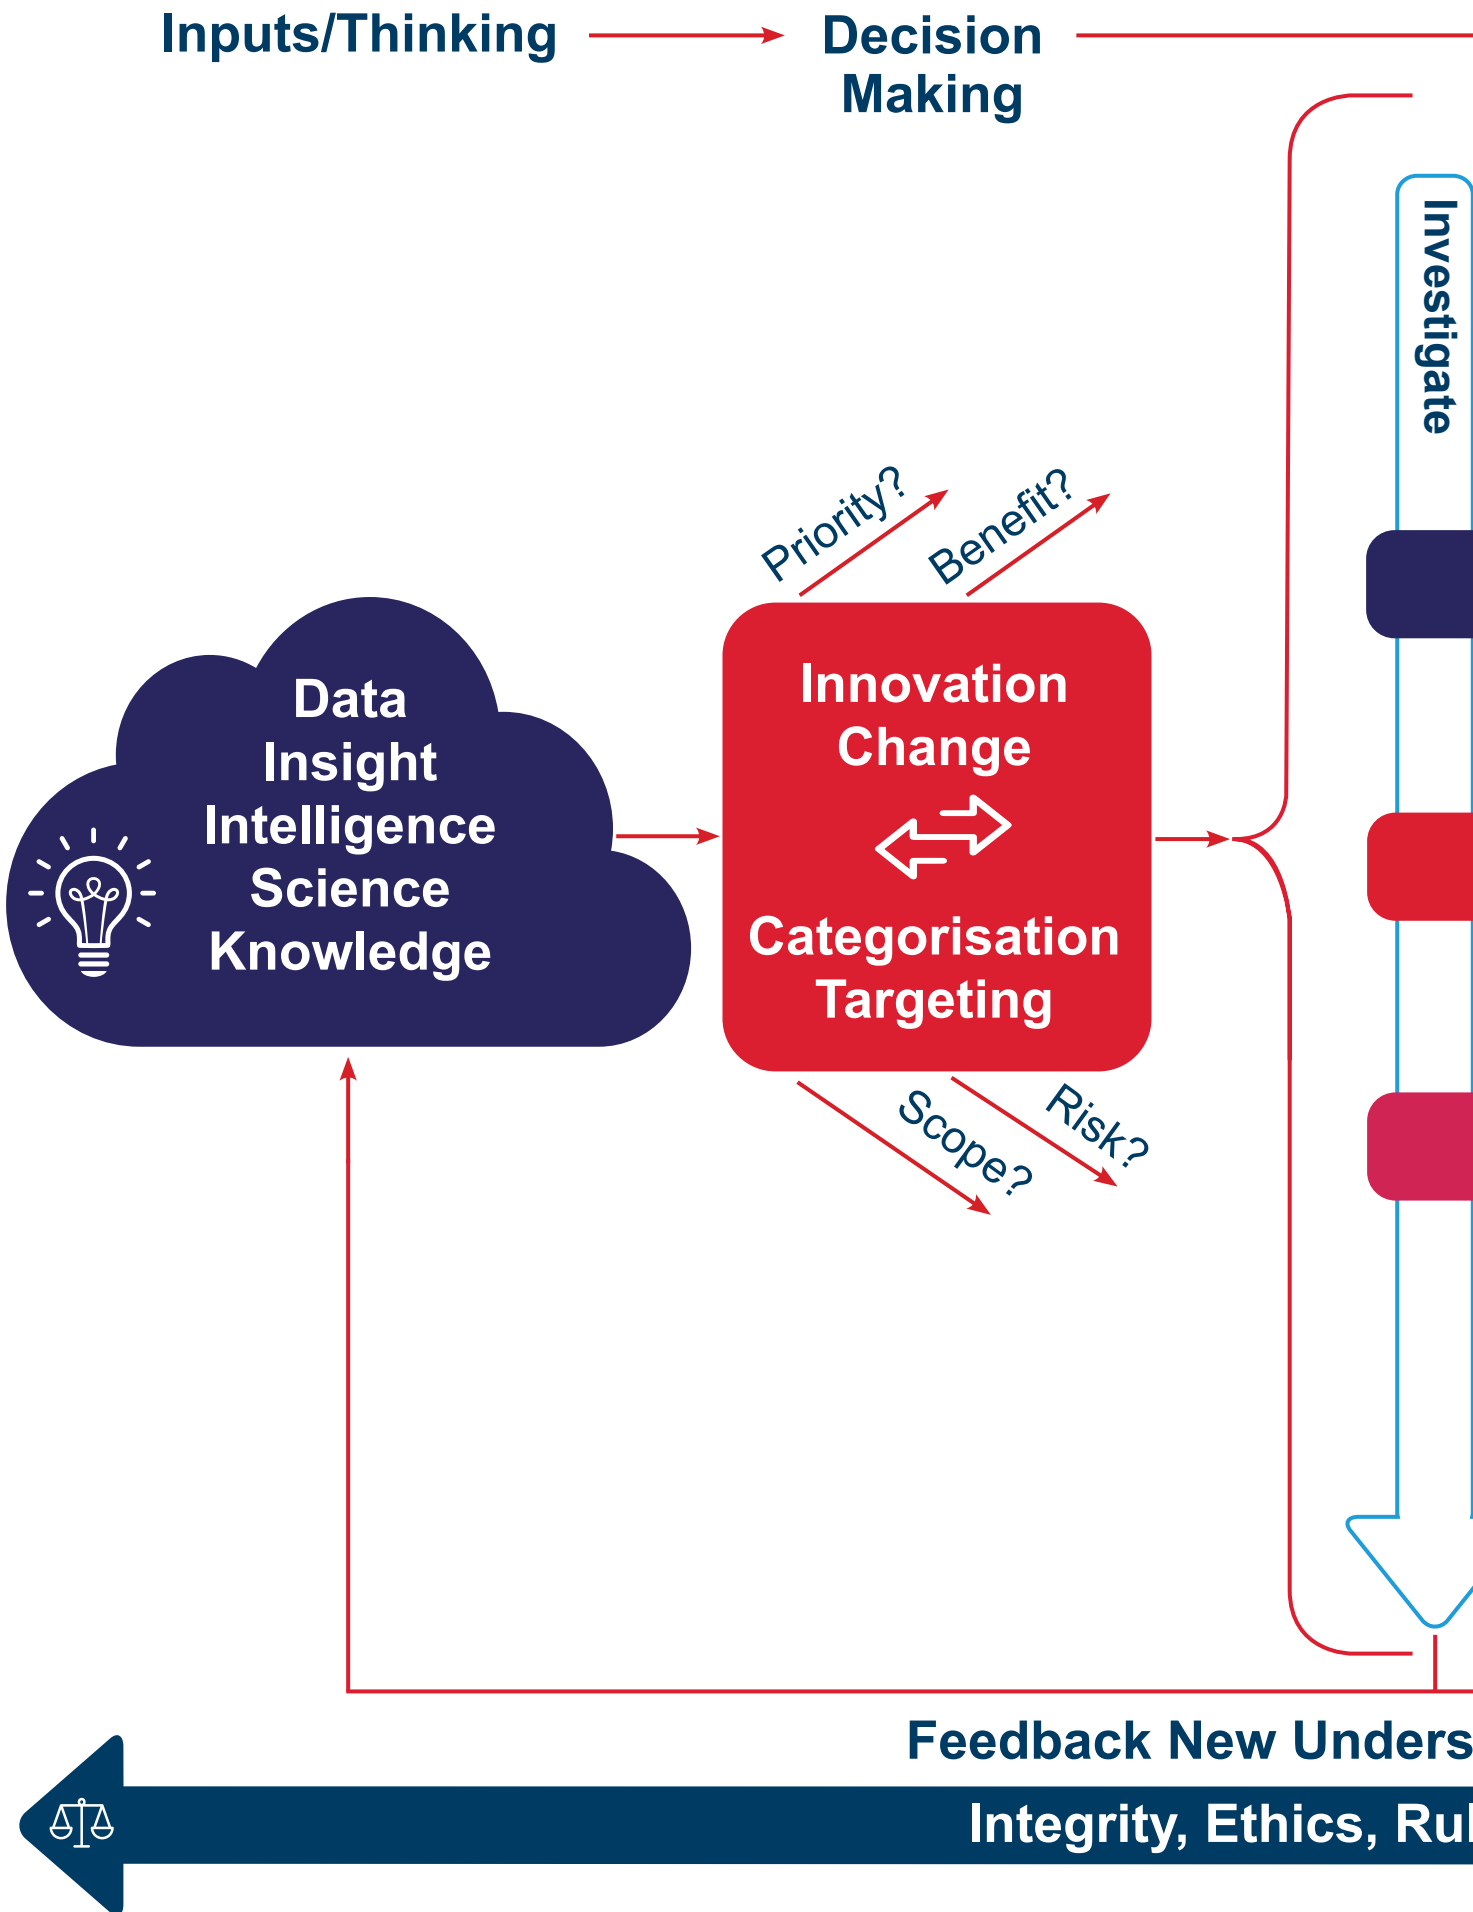 Inputs/Thinking
Decision
Making
Investigate
Priority?
Benefit?
Data
Insight
Intelligence
Science
Knowledge
Innovation
Change
Categorisation
Targeting
Scope?
Risk?
Feedback New Unders
Integrity, Ethics, Rul